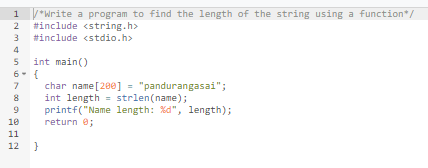 1 /*Write a program to find the length of the string using a function*/
2 #include <string.h>
3 #include <stdio.h>
4
5 int main()
6 {
7 char name[200] = "pandurangasai";
8 int length = strlen(name);
9 printf("Name length: %d", length);
10 return 0;
11
12 }